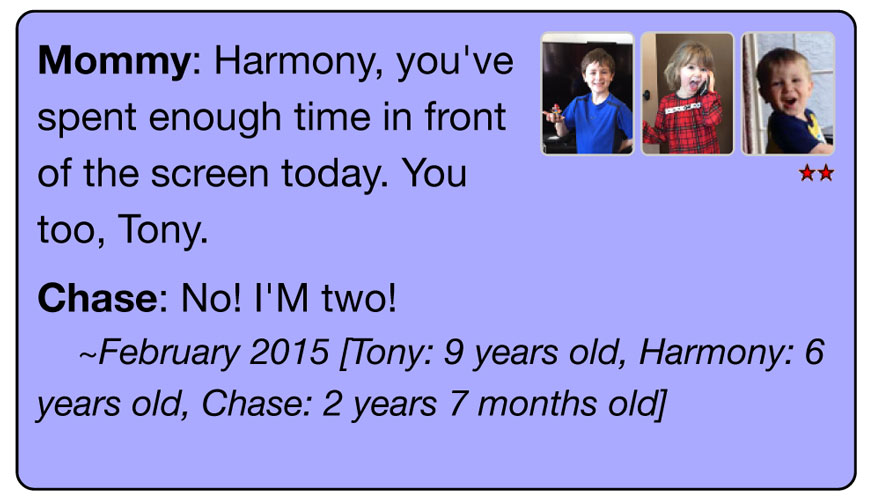 Mommy: Harmony, you've
spent enough time in front
of the screen today. You
too, Tony.
Chase: No! I'M two!
~February 2015 [Tony: 9 years old, Harmony: 6
years old, Chase: 2 years 7 months old]